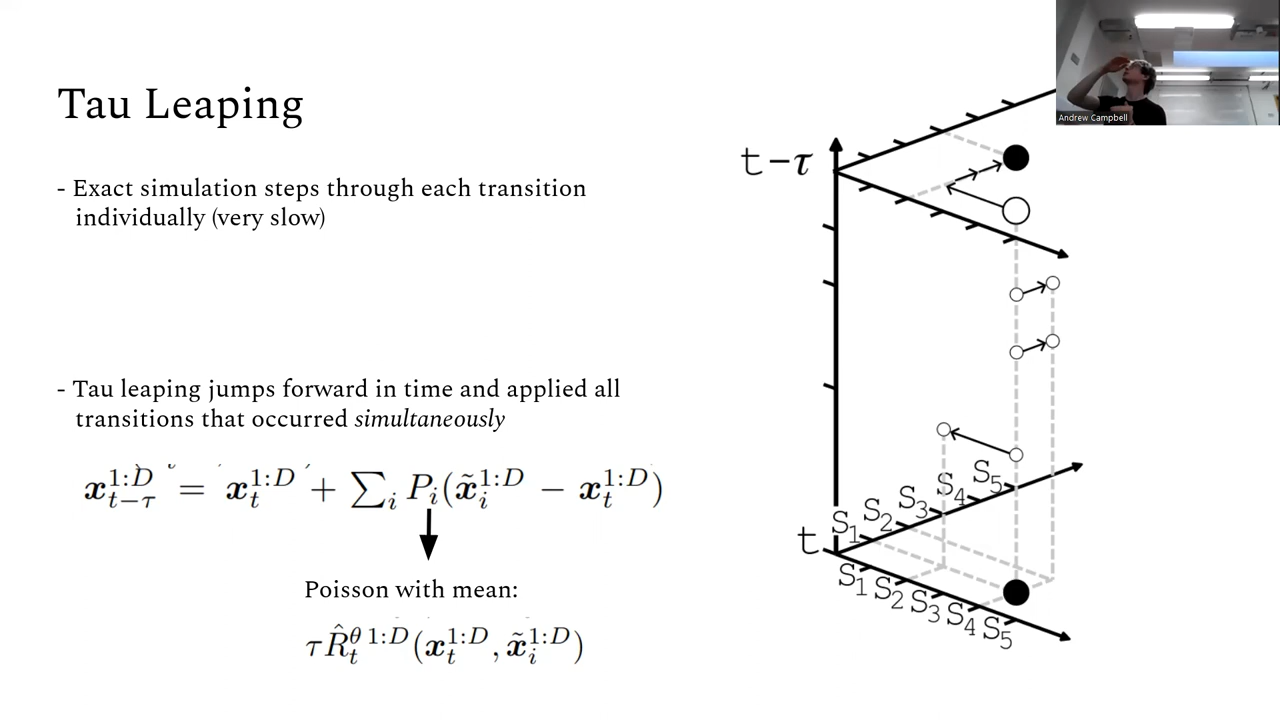 Tau Leaping
- Exact simulation steps through each transition
individually (very slow)
- Tau leaping jumps forward in time and applied all
transitions that occurred simultaneously
𝒙_{t−τ}^{1:D} = 𝒙_t^{1:D} + ∑_i P_i(𝒙̃_i^{1:D} − 𝒙_t^{1:D})
Poisson with mean:
τR̂_t^{θ 1:D}(𝒙_t^{1:D}, 𝒙̃_i^{1:D})
Andrew Campbell
t−τ
t
S₁ S₂ S₃ S₄ S₅
S₁ S₂ S₃ S₄ S₅